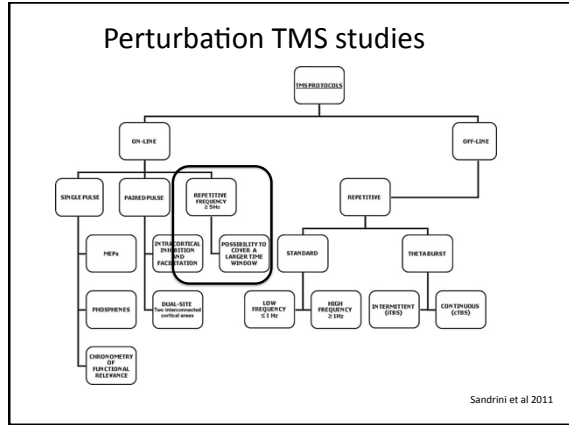 Perturbation TMS studies
TMS PROTOCOLS
ON-LINE
OFF-LINE
SINGLE PULSE
PAIRED PULSE
REPETITIVE
FREQUENCY
≥ 5Hz
REPETITIVE
MEPs
INTRACORTICAL
INHIBITION
AND
FACILITATION
POSSIBILITY TO
COVER A
LARGER TIME
WINDOW
STANDARD
THETA BURST
PHOSPHENES
DUAL-SITE
Two interconnected
cortical areas
LOW
FREQUENCY
≤ 1 Hz
HIGH
FREQUENCY
≥ 1Hz
INTERMITTENT
(iTBS)
CONTINUOUS
(cTBS)
CHRONOMETRY
OF
FUNCTIONAL
RELEVANCE
Sandrini et al 2011